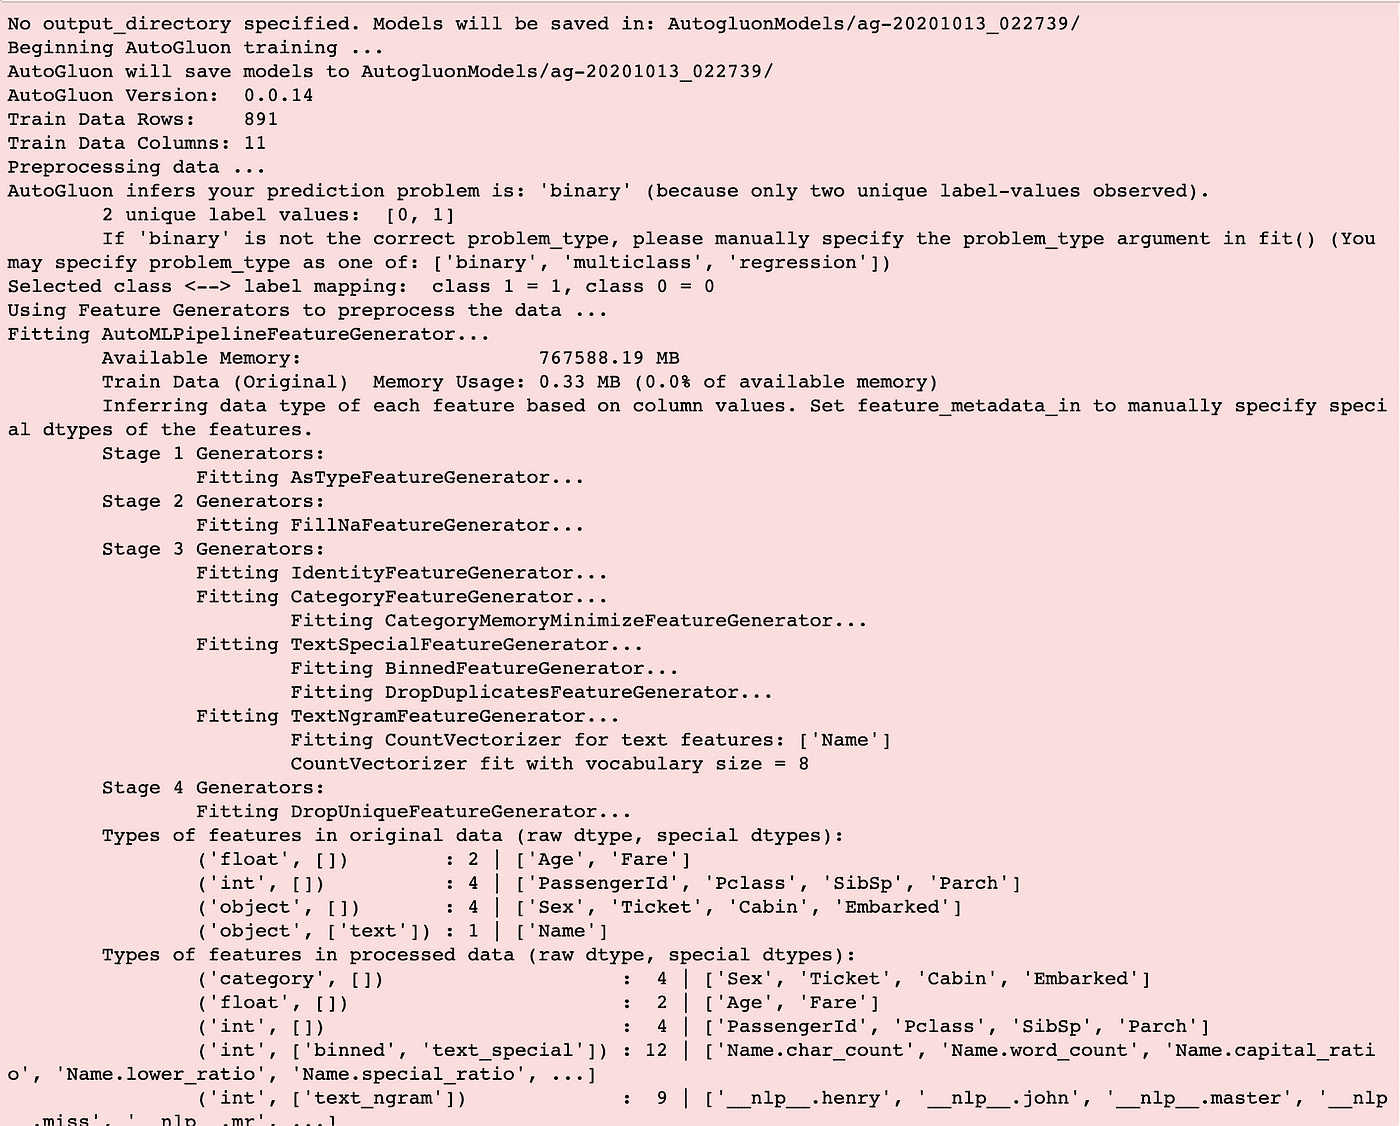 No output_directory specified. Models will be saved in: AutogluonModels/ag-20201013_022739/
Beginning AutoGluon training ...
AutoGluon will save models to AutogluonModels/ag-20201013_022739/
AutoGluon Version:  0.0.14
Train Data Rows:    891
Train Data Columns: 11
Preprocessing data ...
AutoGluon infers your prediction problem is: 'binary' (because only two unique label-values observed).
        2 unique label values:  [0, 1]
        If 'binary' is not the correct problem_type, please manually specify the problem_type argument in fit() (You
may specify problem_type as one of: ['binary', 'multiclass', 'regression'])
Selected class <--> label mapping:  class 1 = 1, class 0 = 0
Using Feature Generators to preprocess the data ...
Fitting AutoMLPipelineFeatureGenerator...
        Available Memory:                    767588.19 MB
        Train Data (Original)  Memory Usage: 0.33 MB (0.0% of available memory)
        Inferring data type of each feature based on column values. Set feature_metadata_in to manually specify speci
al dtypes of the features.
        Stage 1 Generators:
                Fitting AsTypeFeatureGenerator...
        Stage 2 Generators:
                Fitting FillNaFeatureGenerator...
        Stage 3 Generators:
                Fitting IdentityFeatureGenerator...
                Fitting CategoryFeatureGenerator...
                        Fitting CategoryMemoryMinimizeFeatureGenerator...
                Fitting TextSpecialFeatureGenerator...
                        Fitting BinnedFeatureGenerator...
                        Fitting DropDuplicatesFeatureGenerator...
                Fitting TextNgramFeatureGenerator...
                        Fitting CountVectorizer for text features: ['Name']
                        CountVectorizer fit with vocabulary size = 8
        Stage 4 Generators:
                Fitting DropUniqueFeatureGenerator...
        Types of features in original data (raw dtype, special dtypes):
                ('float', [])        : 2 | ['Age', 'Fare']
                ('int', [])          : 4 | ['PassengerId', 'Pclass', 'SibSp', 'Parch']
                ('object', [])       : 4 | ['Sex', 'Ticket', 'Cabin', 'Embarked']
                ('object', ['text']) : 1 | ['Name']
        Types of features in processed data (raw dtype, special dtypes):
                ('category', [])                    :  4 | ['Sex', 'Ticket', 'Cabin', 'Embarked']
                ('float', [])                       :  2 | ['Age', 'Fare']
                ('int', [])                         :  4 | ['PassengerId', 'Pclass', 'SibSp', 'Parch']
                ('int', ['binned', 'text_special']) : 12 | ['Name.char_count', 'Name.word_count', 'Name.capital_rati
o', 'Name.lower_ratio', 'Name.special_ratio', ...]
                ('int', ['text_ngram'])             :  9 | ['__nlp__.henry', '__nlp__.john', '__nlp__.master', '__nlp
__.miss', '__nlp__.mr', ...]